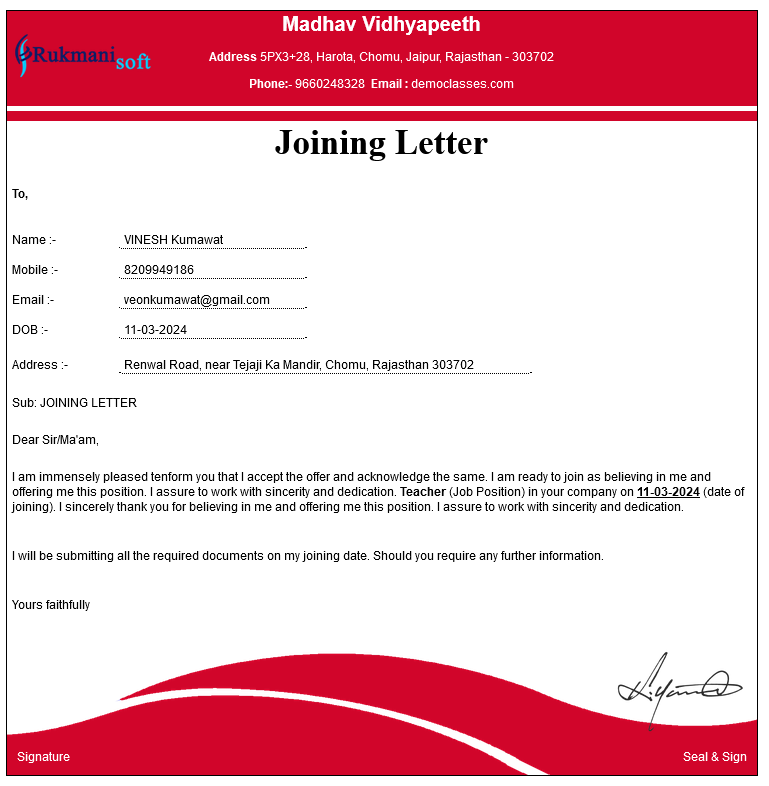 Madhav Vidhyapeeth
Rukmani soft
Address 5PX3+28, Harota, Chomu, Jaipur, Rajasthan - 303702
Phone:- 9660248328 Email : democlasses.com
Joining Letter
To,
Name :- VINESH Kumawat
Mobile :- 8209949186
Email :- veonkumawat@gmail.com
DOB :- 11-03-2024
Address :- Renwal Road, near Tejaji Ka Mandir, Chomu, Rajasthan 303702
Sub: JOINING LETTER
Dear Sir/Ma'am,
I am immensely pleased tenform you that I accept the offer and acknowledge the same. I am ready to join as believing in me and
offering me this position. I assure to work with sincerity and dedication. Teacher (Job Position) in your company on 11-03-2024 (date of
joining). I sincerely thank you for believing in me and offering me this position. I assure to work with sincerity and dedication.
I will be submitting all the required documents on my joining date. Should you require any further information.
Yours faithfully
Signature
Seal & Sign